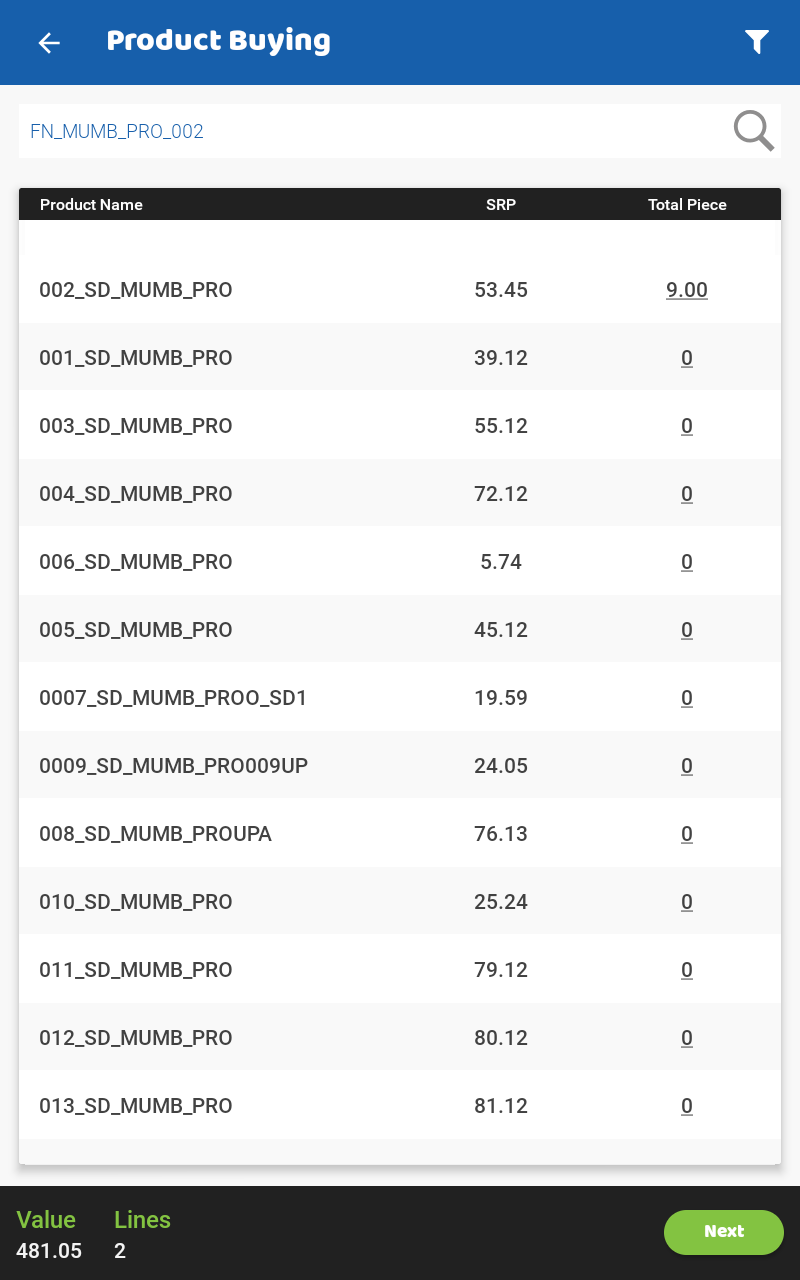 Product Buying
FN_MUMB_PRO_002
Product Name SRP Total Piece
002_SD_MUMB_PRO 53.45 9.00
001_SD_MUMB_PRO 39.12 0
003_SD_MUMB_PRO 55.12 0
004_SD_MUMB_PRO 72.12 0
006_SD_MUMB_PRO 5.74 0
005_SD_MUMB_PRO 45.12 0
0007_SD_MUMB_PROO_SD1 19.59 0
0009_SD_MUMB_PRO009UP 24.05 0
008_SD_MUMB_PROUPA 76.13 0
010_SD_MUMB_PRO 25.24 0
011_SD_MUMB_PRO 79.12 0
012_SD_MUMB_PRO 80.12 0
013_SD_MUMB_PRO 81.12 0
Value Lines
481.05 2
Next